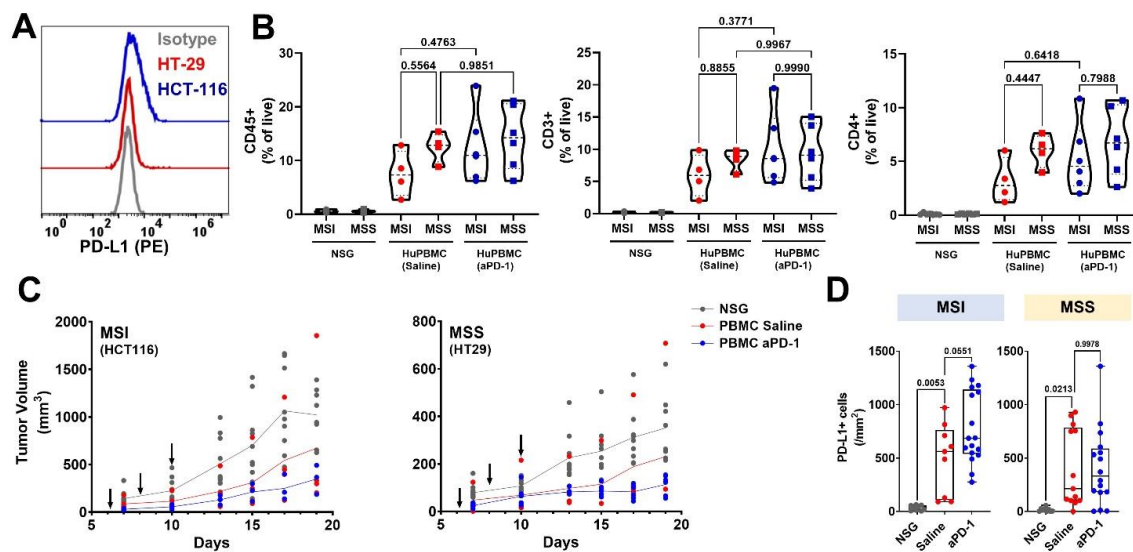 A
Isotype
HT-29
HCT-116
10^0 10^2 10^4 10^6 10^7
PD-L1 (PE)
B
CD45+
(% of live)
30
20
10
0
0.4763
0.5564
0.9851
MSI MSS MSI MSS MSI MSS
NSG
HuPBMC
(Saline)
HuPBMC
(aPD-1)
CD3+
(% of live)
25
20
15
10
5
0
0.3771
0.9967
0.8855
0.9990
MSI MSS MSI MSS MSI MSS
NSG
HuPBMC
(Saline)
HuPBMC
(aPD-1)
CD4+
(% of live)
15
10
5
0
0.6418
0.4447
0.7988
MSI MSS MSI MSS MSI MSS
NSG
HuPBMC
(Saline)
HuPBMC
(aPD-1)
C
Tumor Volume
(mm³)
2000
1500
1000
500
0
MSI
(HCT116)
5 10 15 20
Days
800
600
400
200
0
MSS
(HT29)
5 10 15 20
Days
NSG
PBMC Saline
PBMC aPD-1
D
MSI
MSS
PD-L1+ cells
(/mm²)
1500
1000
500
0
0.0551
0.0053
NSG
Saline
aPD-1
1500
1000
500
0
0.9978
0.0213
NSG
Saline
aPD-1